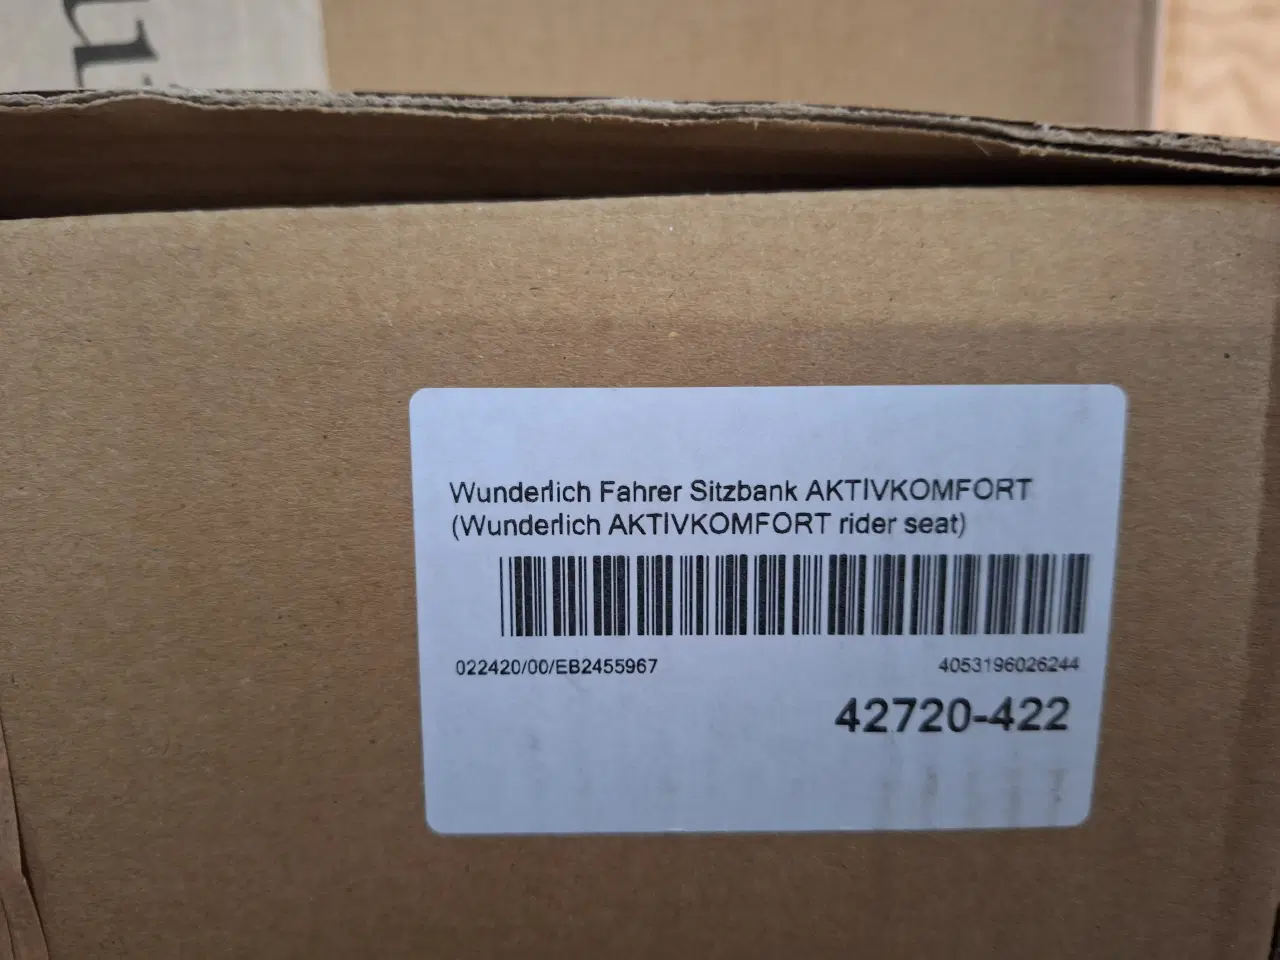 Wunderlich Fahrer Sitzbank AKTIVKOMFORT
(Wunderlich AKTIVKOMFORT rider seat)
022420/00/EB2455967
4053196026244
42720-422